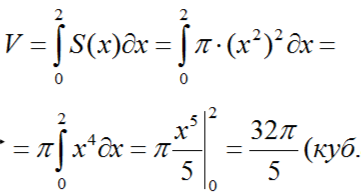 V = ∫₀² S(x)∂x = ∫₀² π · (x²)² ∂x =
= π ∫₀² x⁴ ∂x = π x⁵/5 |₀² = 32π/5 (куб.